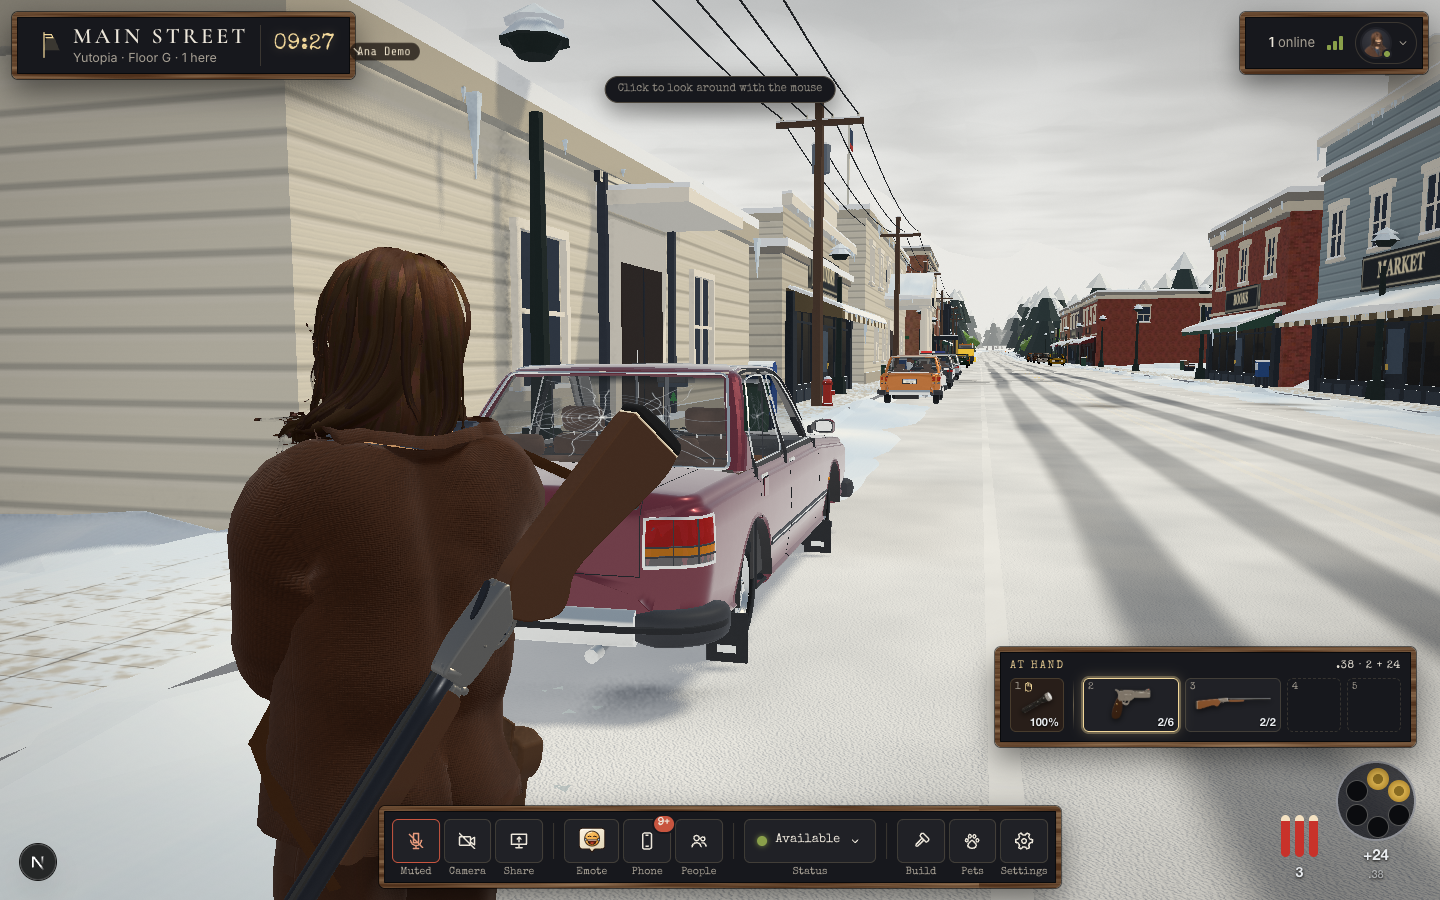 MAIN STREET
Yutopia · Floor G · 1 here
09:27
Ana Demo
1 online
Click to look around with the mouse
MARKET
BOOKS
AT HAND
.38 · 2 + 24
1
100%
2
2/6
3
2/2
4
5
9+
Available
Muted
Camera
Share
Emote
Phone
People
Status
Build
Pets
Settings
N
3
+24
.38